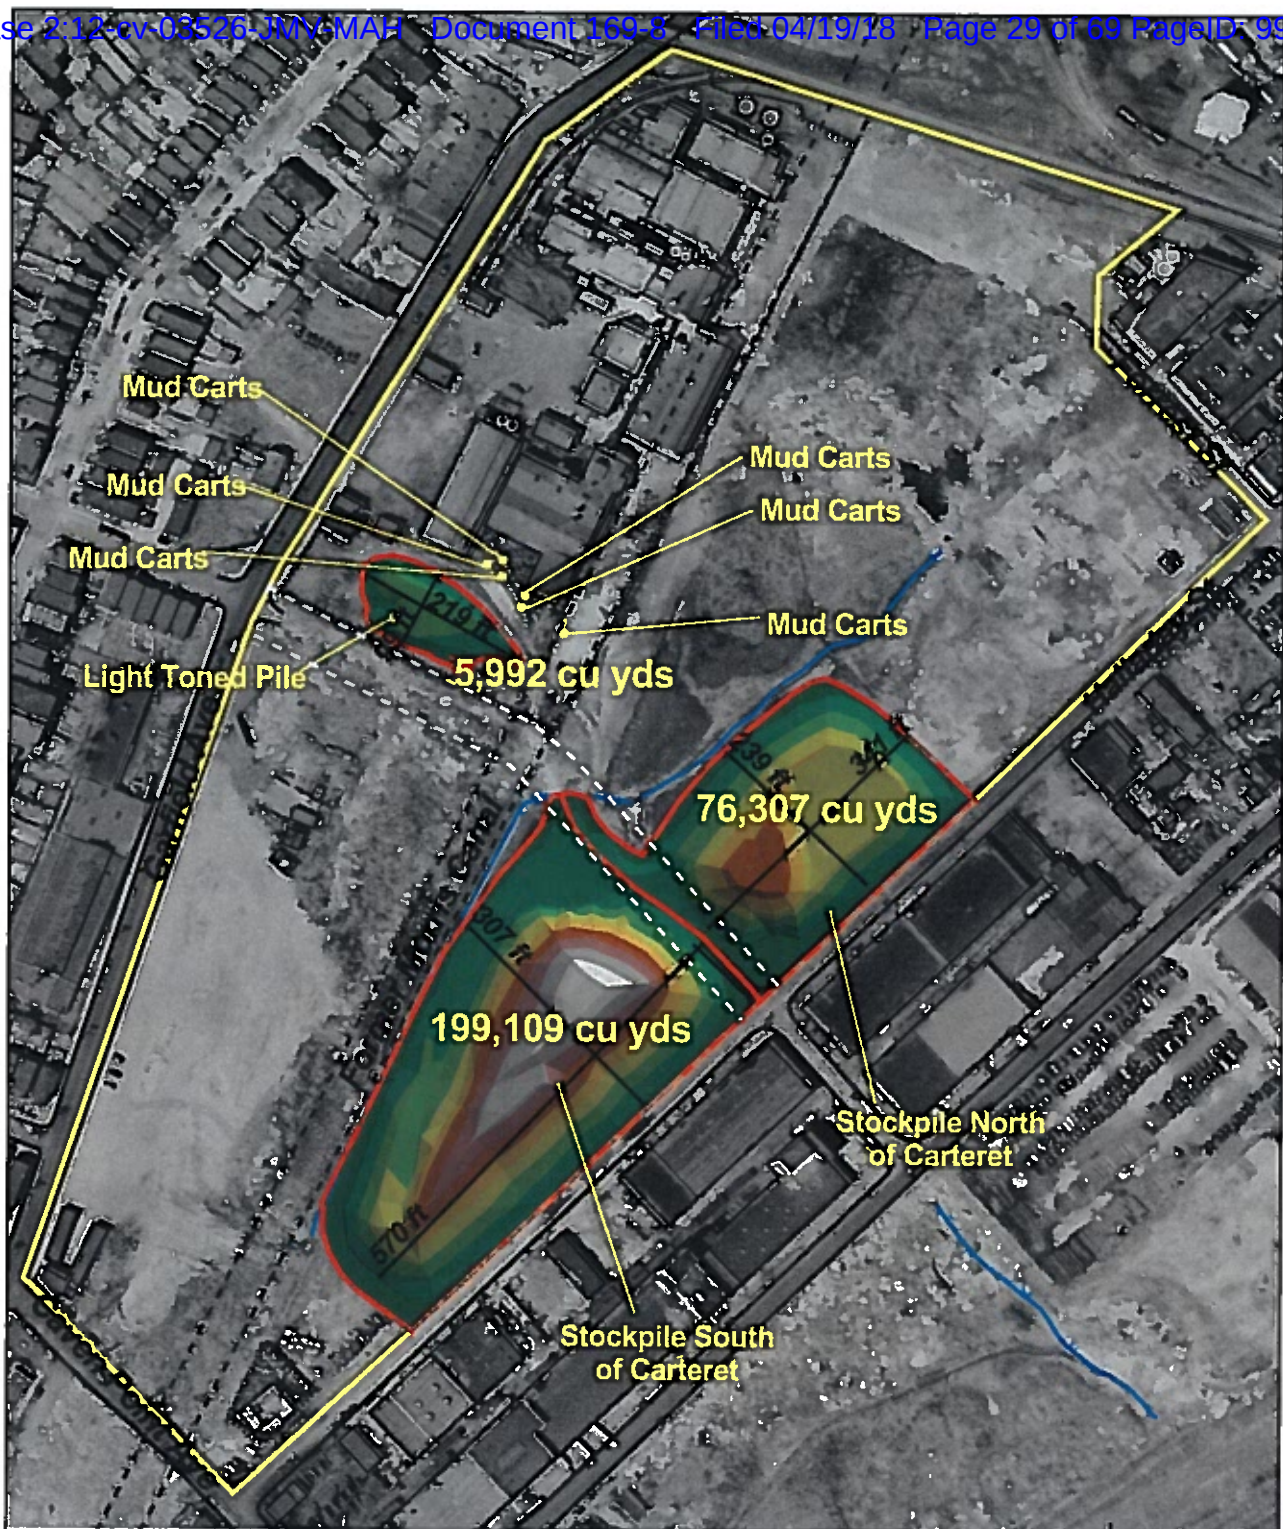 se 2:12-cv-03526-JMV-MAH Document 169-8 Filed 04/19/18 Page 29 of 69 PageID:
Mud Carts
Mud Carts
Mud Carts
Mud Carts
Mud Carts
Mud Carts
219 ft
Light Toned Pile
5,992 cu yds
239 ft
76,307 cu yds
307 ft
199,109 cu yds
Stockpile North
of Carteret
570 ft
Stockpile South
of Carteret